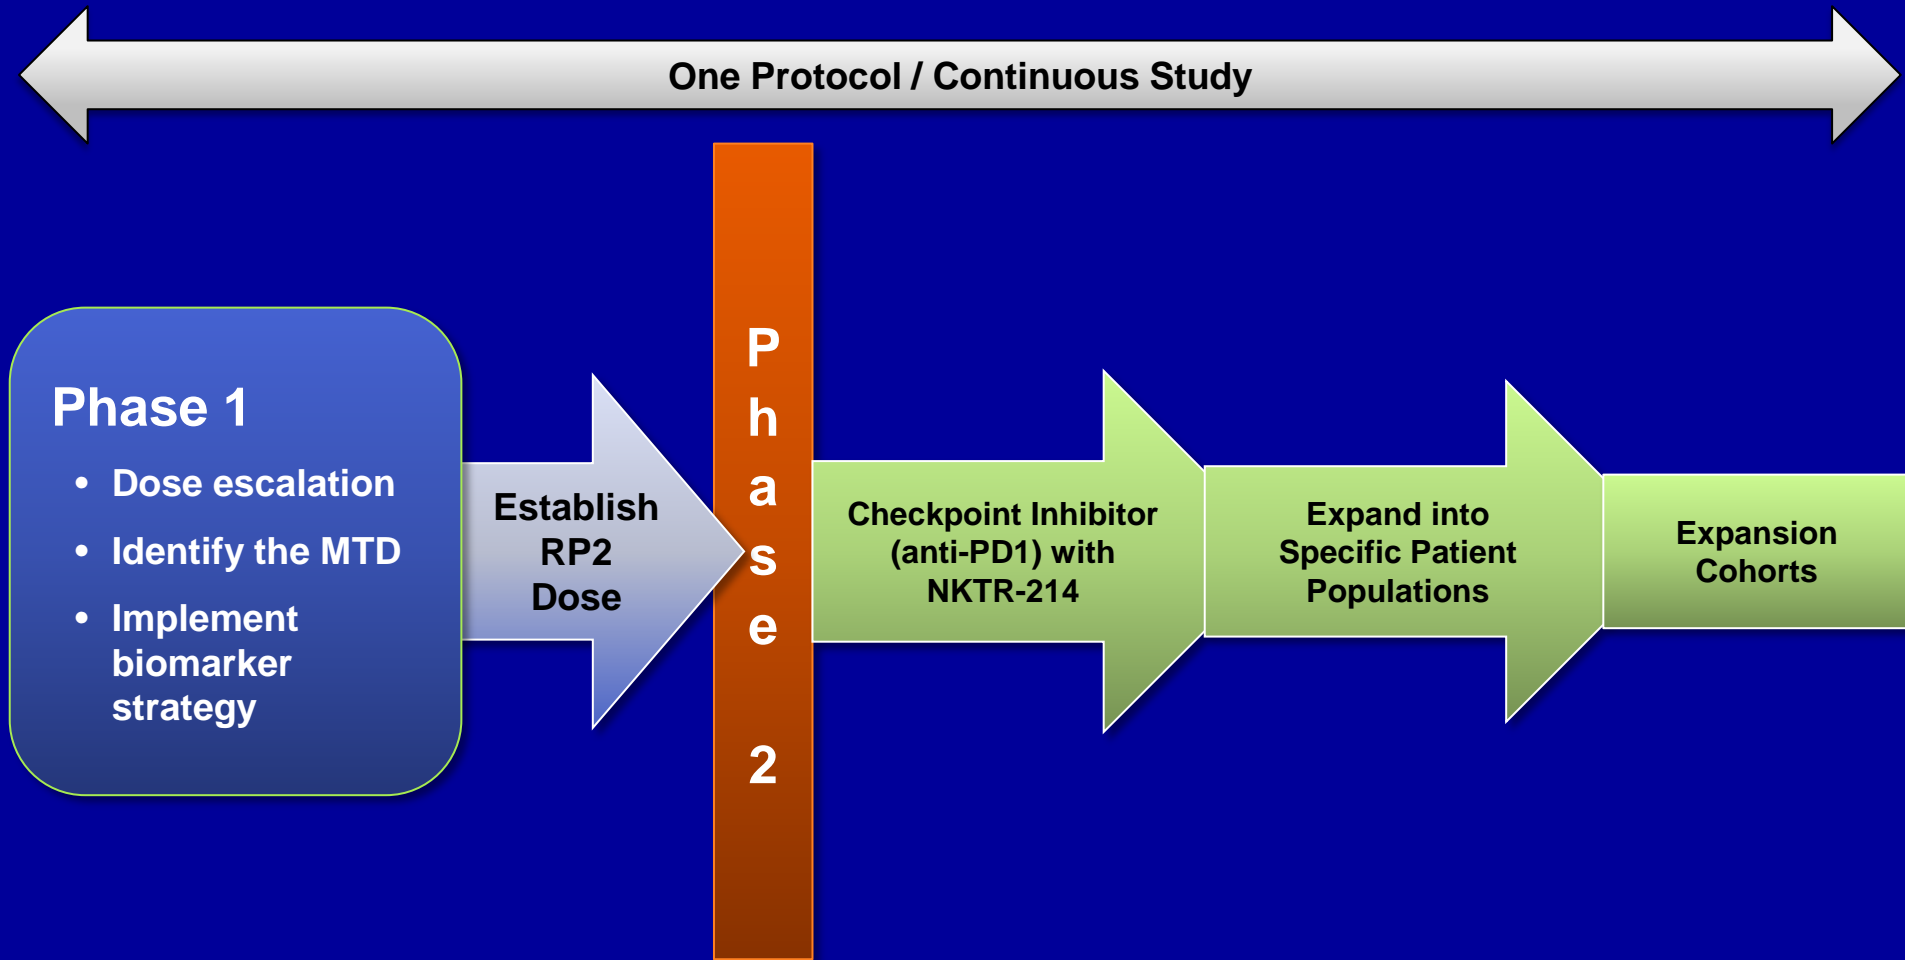 One Protocol / Continuous Study
Phase 1
• Dose escalation
• Identify the MTD
• Implement
biomarker
strategy
Establish
RP2
Dose
P
h
a
s
e
2
Checkpoint Inhibitor
(anti-PD1) with
NKTR-214
Expand into
Specific Patient
Populations
Expansion
Cohorts